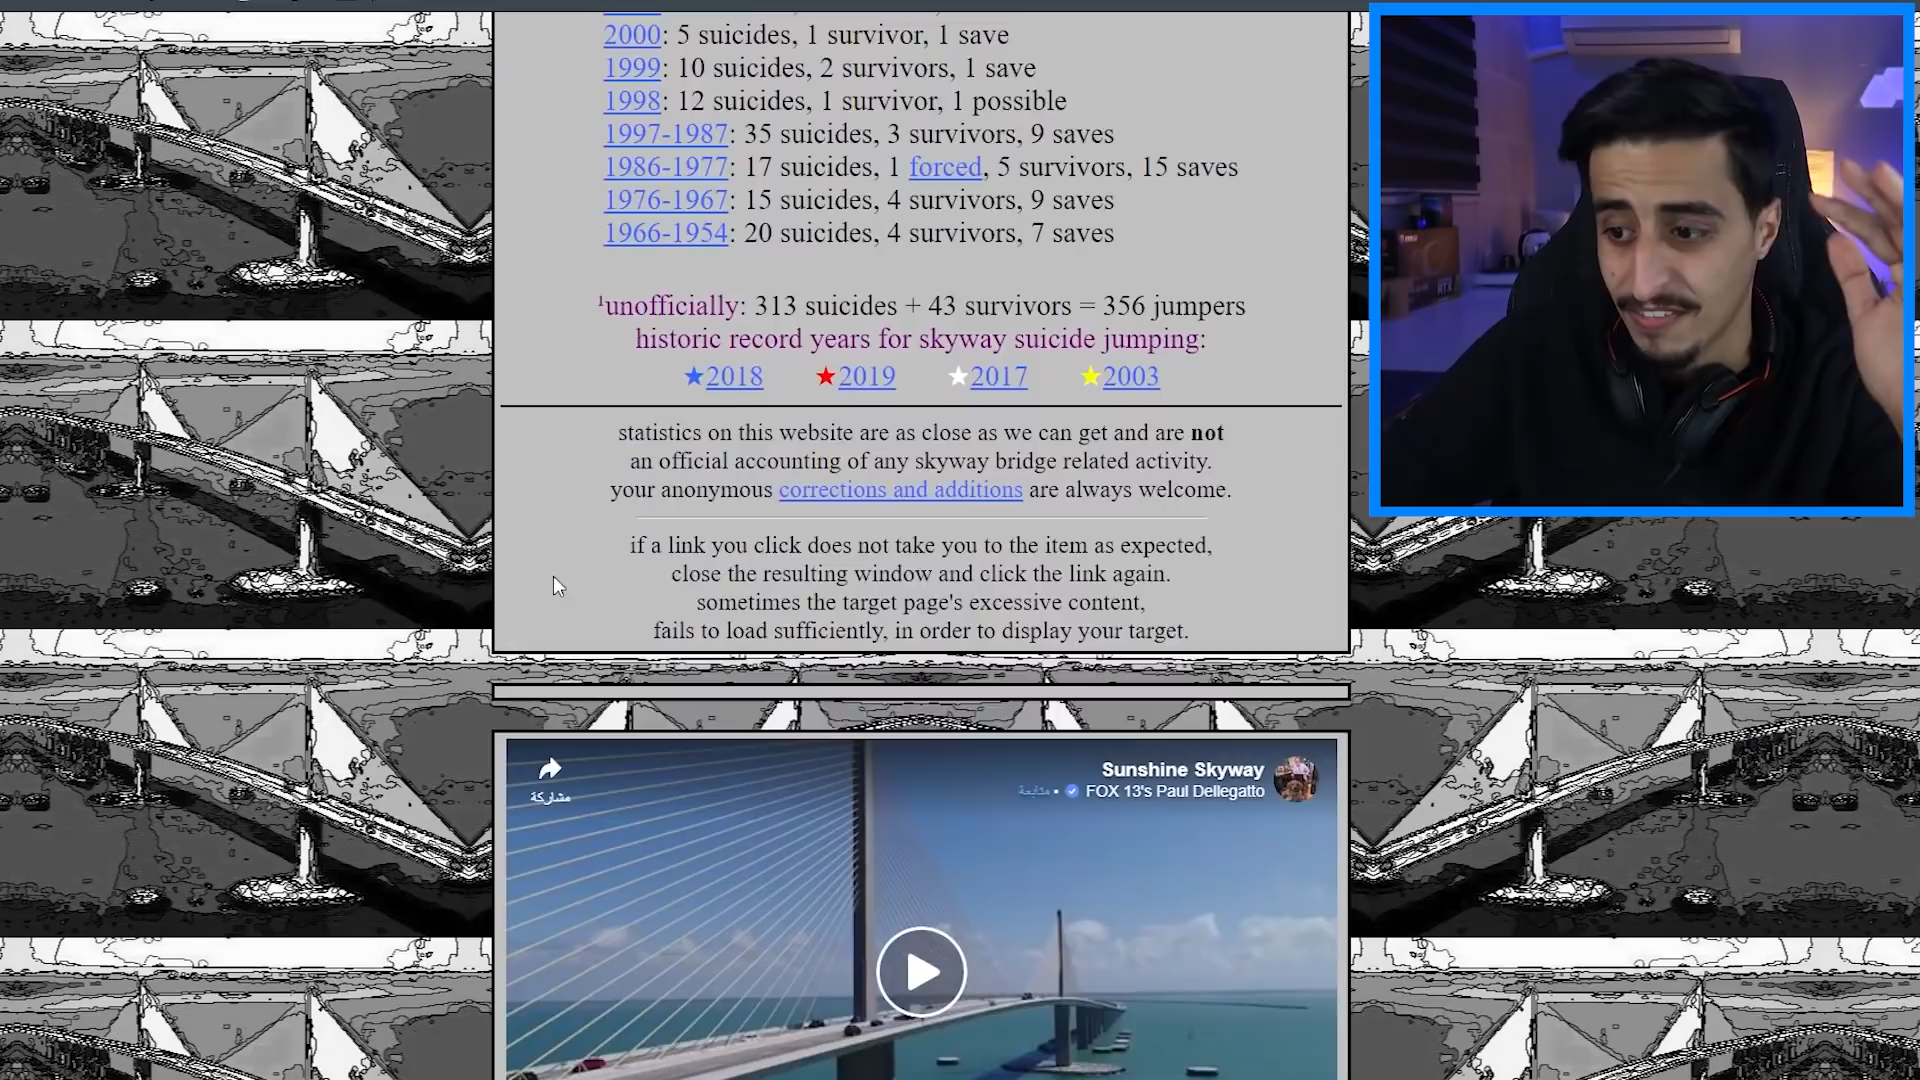 2000: 5 suicides, 1 survivor, 1 save
1999: 10 suicides, 2 survivors, 1 save
1998: 12 suicides, 1 survivor, 1 possible
1997-1987: 35 suicides, 3 survivors, 9 saves
1986-1977: 17 suicides, 1 forced, 5 survivors, 15 saves
1976-1967: 15 suicides, 4 survivors, 9 saves
1966-1954: 20 suicides, 4 survivors, 7 saves
¹unofficially: 313 suicides + 43 survivors = 356 jumpers
historic record years for skyway suicide jumping:
★2018 ★2019 ★2017 ★2003
statistics on this website are as close as we can get and are not
an official accounting of any skyway bridge related activity.
your anonymous corrections and additions are always welcome.
if a link you click does not take you to the item as expected,
close the resulting window and click the link again.
sometimes the target page's excessive content,
fails to load sufficiently, in order to display your target.
Sunshine Skyway
FOX 13's Paul Dellegatto • متابعة
مشاركة